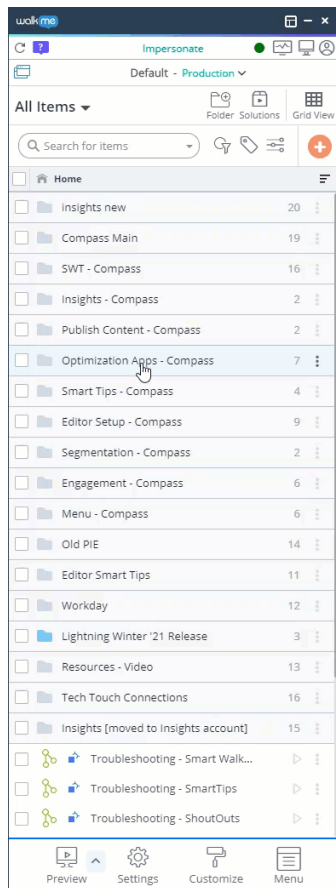 walkme
?
Impersonate
Default - Production
All Items
Folder Solutions Grid View
Search for items
Home
insights new 20
Compass Main 19
SWT - Compass 16
Insights - Compass 2
Publish Content - Compass 2
Optimization Apps - Compass 7
Smart Tips - Compass 4
Editor Setup - Compass 9
Segmentation - Compass 2
Engagement - Compass 6
Menu - Compass 6
Old PIE 14
Editor Smart Tips 11
Workday 12
Lightning Winter '21 Release 3
Resources - Video 13
Tech Touch Connections 16
Insights [moved to Insights account] 15
Troubleshooting - Smart Walk...
Troubleshooting - SmartTips
Troubleshooting - ShoutOuts
Preview Settings Customize Menu